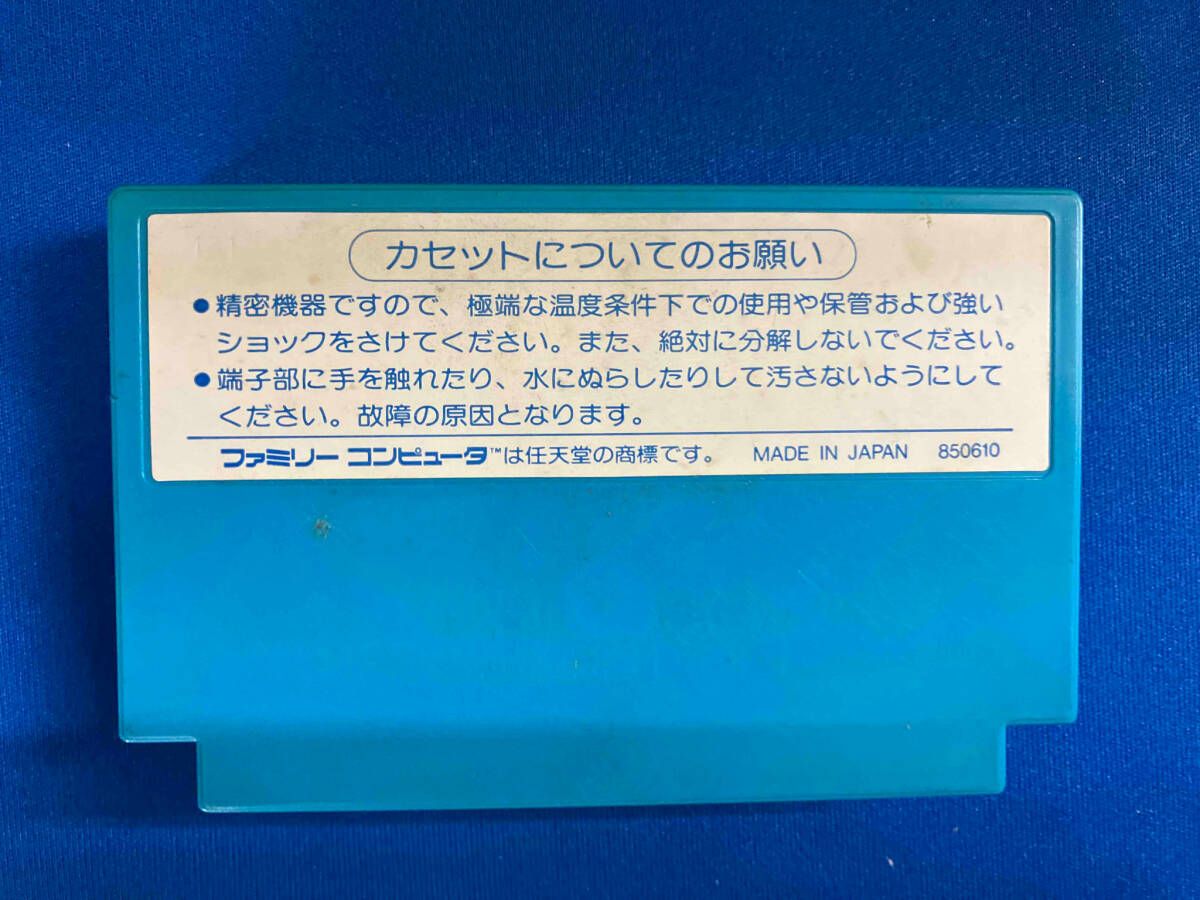 カセットについてのお願い
●精密機器ですので、極端な温度条件下での使用や保管および強い
ショックをさけてください。また、絶対に分解しないでください。
●端子部に手を触れたり、水にぬらしたりして汚さないようにして
ください。故障の原因となります。
ファミリーコンピュータ™は任天堂の商標です。 MADE IN JAPAN 850610